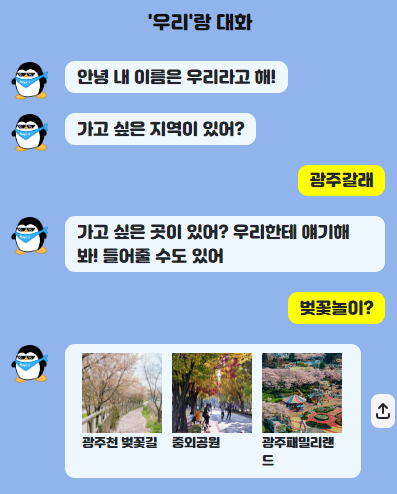 '우리'랑 대화
안녕 내 이름은 우리라고 해!
가고 싶은 지역이 있어?
광주갈래
가고 싶은 곳이 있어? 우리한테 얘기해
봐! 들어줄 수도 있어
벚꽃놀이?
광주천 벚꽃길
중외공원
광주패밀리랜
드